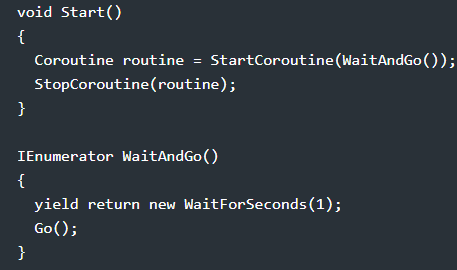 void Start()
{
  Coroutine routine = StartCoroutine(WaitAndGo());
  StopCoroutine(routine);
}

IEnumerator WaitAndGo()
{
  yield return new WaitForSeconds(1);
  Go();
}